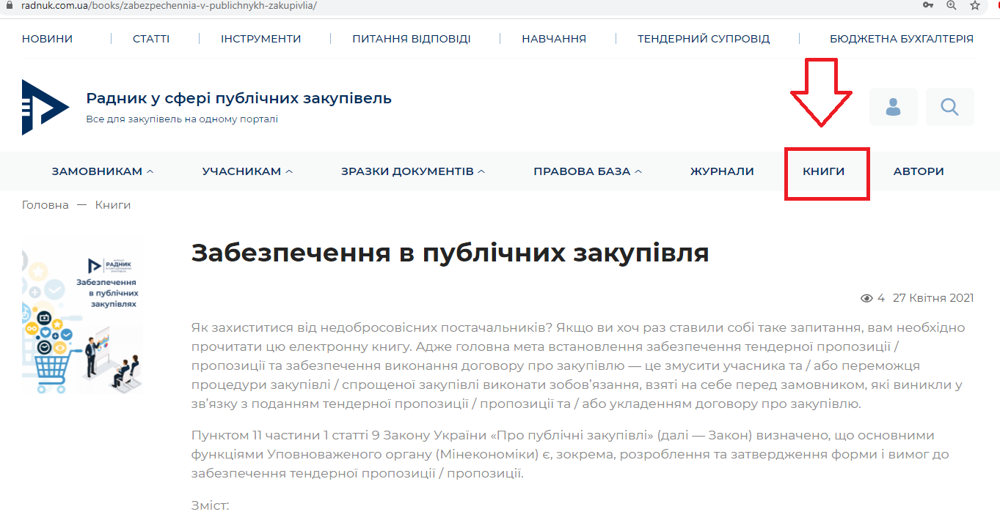 radnuk.com.ua/books/zabezpechennia-v-publichnykh-zakupivlia/
НОВИНИ | СТАТТІ | ІНСТРУМЕНТИ | ПИТАННЯ ВІДПОВІДІ | НАВЧАННЯ | ТЕНДЕРНИЙ СУПРОВІД | БЮДЖЕТНА БУХГАЛТЕРІЯ
Радник у сфері публічних закупівель
Все для закупівель на одному порталі
ЗАМОВНИКАМ УЧАСНИКАМ ЗРАЗКИ ДОКУМЕНТІВ ПРАВОВА БАЗА ЖУРНАЛИ КНИГИ АВТОРИ
Головна — Книги
РАДНИК
Забезпечення
в публічних
закупівлях
Забезпечення в публічних закупівля
4 27 Квітня 2021
Як захиститися від недобросовісних постачальників? Якщо ви хоч раз ставили собі таке запитання, вам необхідно
прочитати цю електронну книгу. Адже головна мета встановлення забезпечення тендерної пропозиції /
пропозиції та забезпечення виконання договору про закупівлю — це змусити учасника та / або переможця
процедури закупівлі / спрощеної закупівлі виконати зобов’язання, взяті на себе перед замовником, які виникли у
зв’язку з поданням тендерної пропозиції / пропозиції та / або укладенням договору про закупівлю.
Пунктом 11 частини 1 статті 9 Закону України «Про публічні закупівлі» (далі — Закон) визначено, що основними
функціями Уповноваженого органу (Мінекономіки) є, зокрема, розроблення та затвердження форми і вимог до
забезпечення тендерної пропозиції / пропозиції.
Зміст: